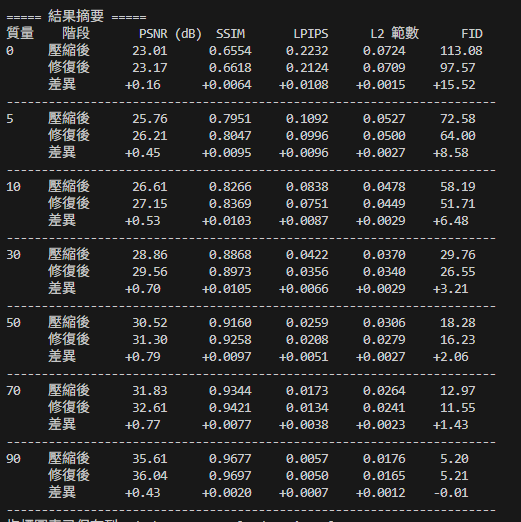 ===== 結果摘要 =====
質量 階段 PSNR (dB) SSIM LPIPS L2 範數 FID
0 壓縮後 23.01 0.6554 0.2232 0.0724 113.08
修復後 23.17 0.6618 0.2124 0.0709 97.57
差異 +0.16 +0.0064 +0.0108 +0.0015 +15.52
5 壓縮後 25.76 0.7951 0.1092 0.0527 72.58
修復後 26.21 0.8047 0.0996 0.0500 64.00
差異 +0.45 +0.0095 +0.0096 +0.0027 +8.58
10 壓縮後 26.61 0.8266 0.0838 0.0478 58.19
修復後 27.15 0.8369 0.0751 0.0449 51.71
差異 +0.53 +0.0103 +0.0087 +0.0029 +6.48
30 壓縮後 28.86 0.8868 0.0422 0.0370 29.76
修復後 29.56 0.8973 0.0356 0.0340 26.55
差異 +0.70 +0.0105 +0.0066 +0.0029 +3.21
50 壓縮後 30.52 0.9160 0.0259 0.0306 18.28
修復後 31.30 0.9258 0.0208 0.0279 16.23
差異 +0.79 +0.0097 +0.0051 +0.0027 +2.06
70 壓縮後 31.83 0.9344 0.0173 0.0264 12.97
修復後 32.61 0.9421 0.0134 0.0241 11.55
差異 +0.77 +0.0077 +0.0038 +0.0023 +1.43
90 壓縮後 35.61 0.9677 0.0057 0.0176 5.20
修復後 36.04 0.9697 0.0050 0.0165 5.21
差異 +0.43 +0.0020 +0.0007 +0.0012 -0.01